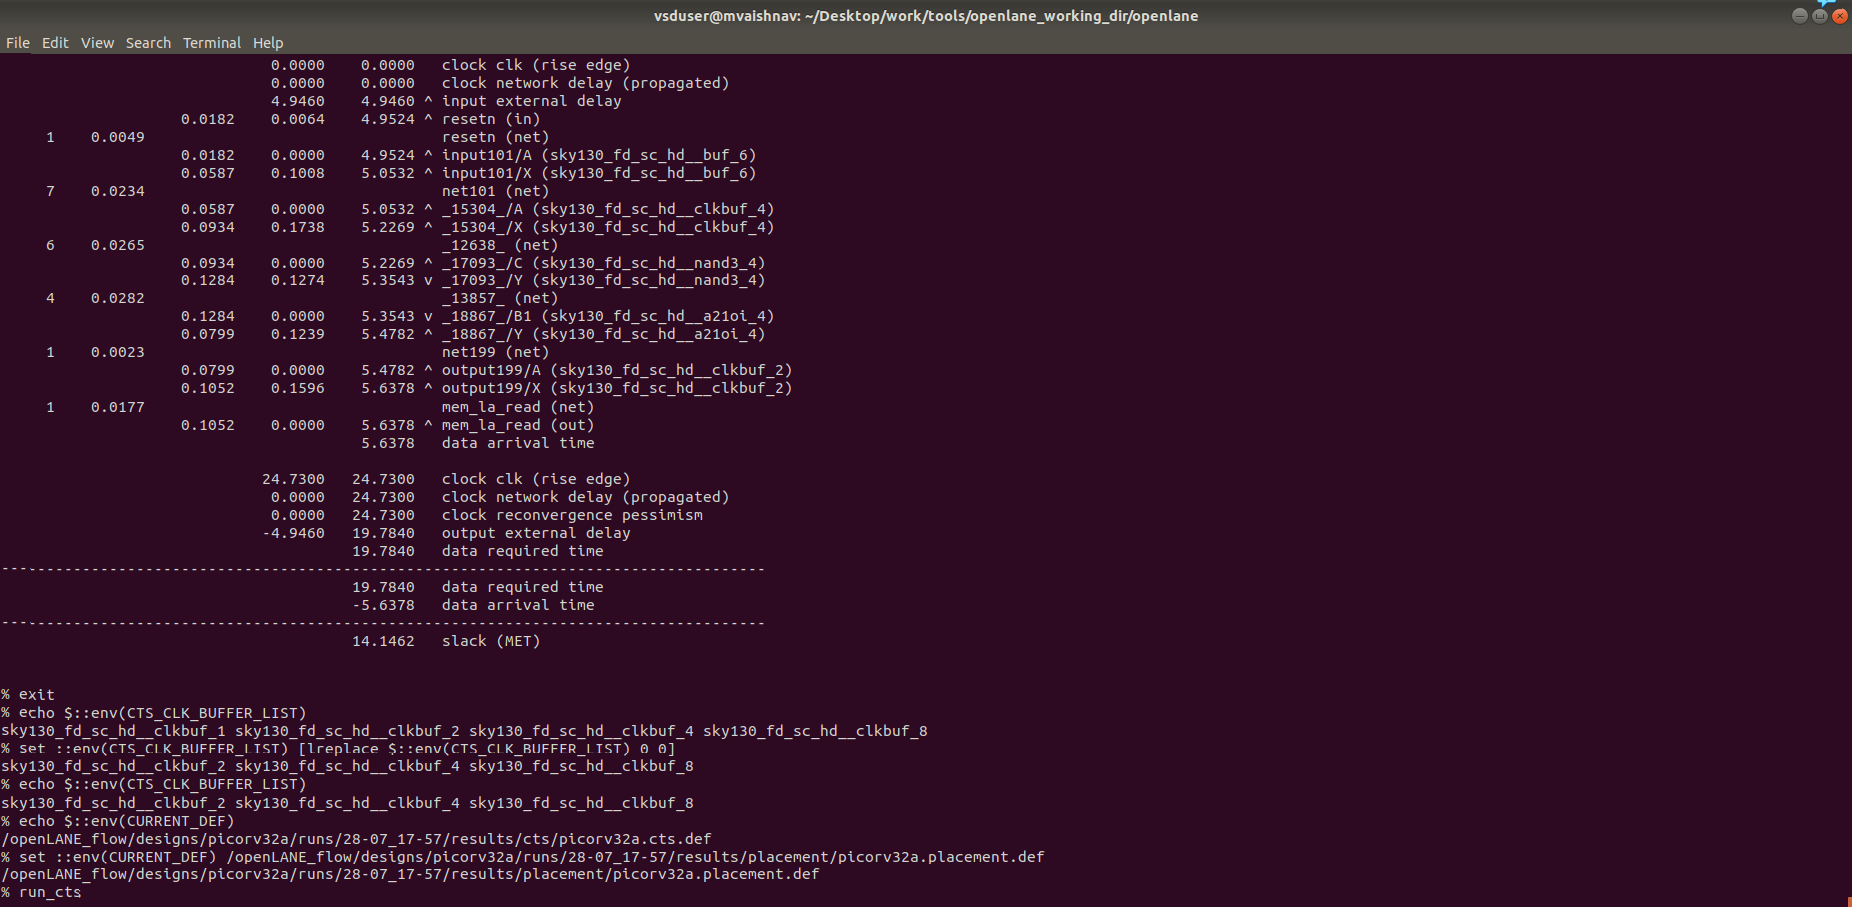 vsduser@mvaishnav: ~/Desktop/work/tools/openlane_working_dir/openlane
File Edit View Search Terminal Help
0.0000 0.0000 clock clk (rise edge)
0.0000 0.0000 clock network delay (propagated)
4.9460 4.9460 ^ input external delay
0.0182 0.0064 4.9524 ^ resetn (in)
1 0.0049 resetn (net)
0.0182 0.0000 4.9524 ^ input101/A (sky130_fd_sc_hd__buf_6)
0.0587 0.1008 5.0532 ^ input101/X (sky130_fd_sc_hd__buf_6)
7 0.0234 net101 (net)
0.0587 0.0000 5.0532 ^ _15304_/A (sky130_fd_sc_hd__clkbuf_4)
0.0934 0.1738 5.2269 ^ _15304_/X (sky130_fd_sc_hd__clkbuf_4)
6 0.0265 _12638_ (net)
0.0934 0.0000 5.2269 ^ _17093_/C (sky130_fd_sc_hd__nand3_4)
0.1284 0.1274 5.3543 v _17093_/Y (sky130_fd_sc_hd__nand3_4)
4 0.0282 _13857_ (net)
0.1284 0.0000 5.3543 v _18867_/B1 (sky130_fd_sc_hd__a21oi_4)
0.0799 0.1239 5.4782 ^ _18867_/Y (sky130_fd_sc_hd__a21oi_4)
1 0.0023 net199 (net)
0.0799 0.0000 5.4782 ^ output199/A (sky130_fd_sc_hd__clkbuf_2)
0.1052 0.1596 5.6378 ^ output199/X (sky130_fd_sc_hd__clkbuf_2)
1 0.0177 mem_la_read (net)
0.1052 0.0000 5.6378 ^ mem_la_read (out)
5.6378 data arrival time
24.7300 24.7300 clock clk (rise edge)
0.0000 24.7300 clock network delay (propagated)
0.0000 24.7300 clock reconvergence pessimism
-4.9460 19.7840 output external delay
19.7840 data required time
-------------------------------------------------------------------------------------
19.7840 data required time
-5.6378 data arrival time
-------------------------------------------------------------------------------------
14.1462 slack (MET)
% exit
% echo $::env(CTS_CLK_BUFFER_LIST)
sky130_fd_sc_hd__clkbuf_1 sky130_fd_sc_hd__clkbuf_2 sky130_fd_sc_hd__clkbuf_4 sky130_fd_sc_hd__clkbuf_8
% set ::env(CTS_CLK_BUFFER_LIST) [lreplace $::env(CTS_CLK_BUFFER_LIST) 0 0]
sky130_fd_sc_hd__clkbuf_2 sky130_fd_sc_hd__clkbuf_4 sky130_fd_sc_hd__clkbuf_8
% echo $::env(CTS_CLK_BUFFER_LIST)
sky130_fd_sc_hd__clkbuf_2 sky130_fd_sc_hd__clkbuf_4 sky130_fd_sc_hd__clkbuf_8
% echo $::env(CURRENT_DEF)
/openLANE_flow/designs/picorv32a/runs/28-07_17-57/results/cts/picorv32a.cts.def
% set ::env(CURRENT_DEF) /openLANE_flow/designs/picorv32a/runs/28-07_17-57/results/placement/picorv32a.placement.def
/openLANE_flow/designs/picorv32a/runs/28-07_17-57/results/placement/picorv32a.placement.def
% run_cts